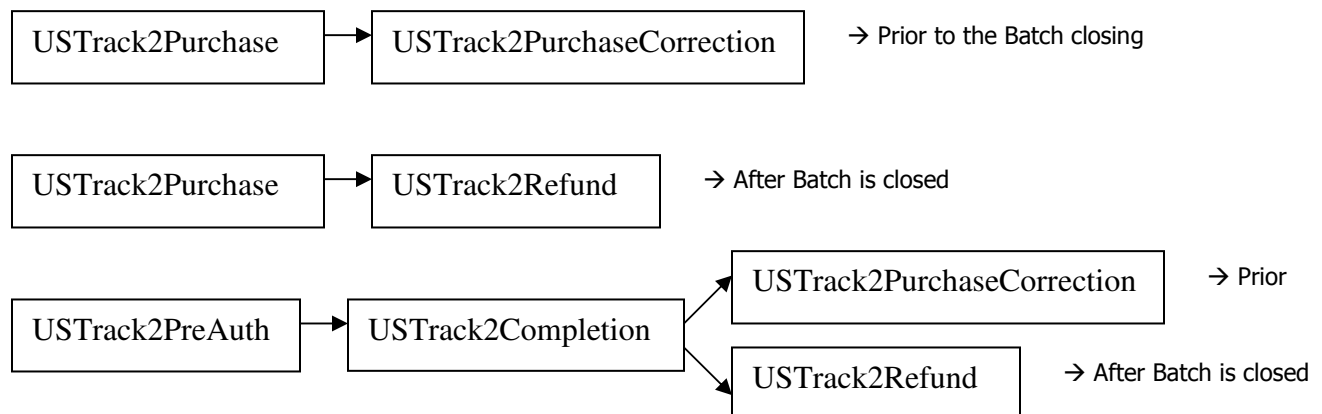 USTrack2Purchase USTrack2PurchaseCorrection → Prior to the Batch closing
USTrack2Purchase USTrack2Refund → After Batch is closed
USTrack2PurchaseCorrection → Prior
USTrack2PreAuth USTrack2Completion
USTrack2Refund → After Batch is closed